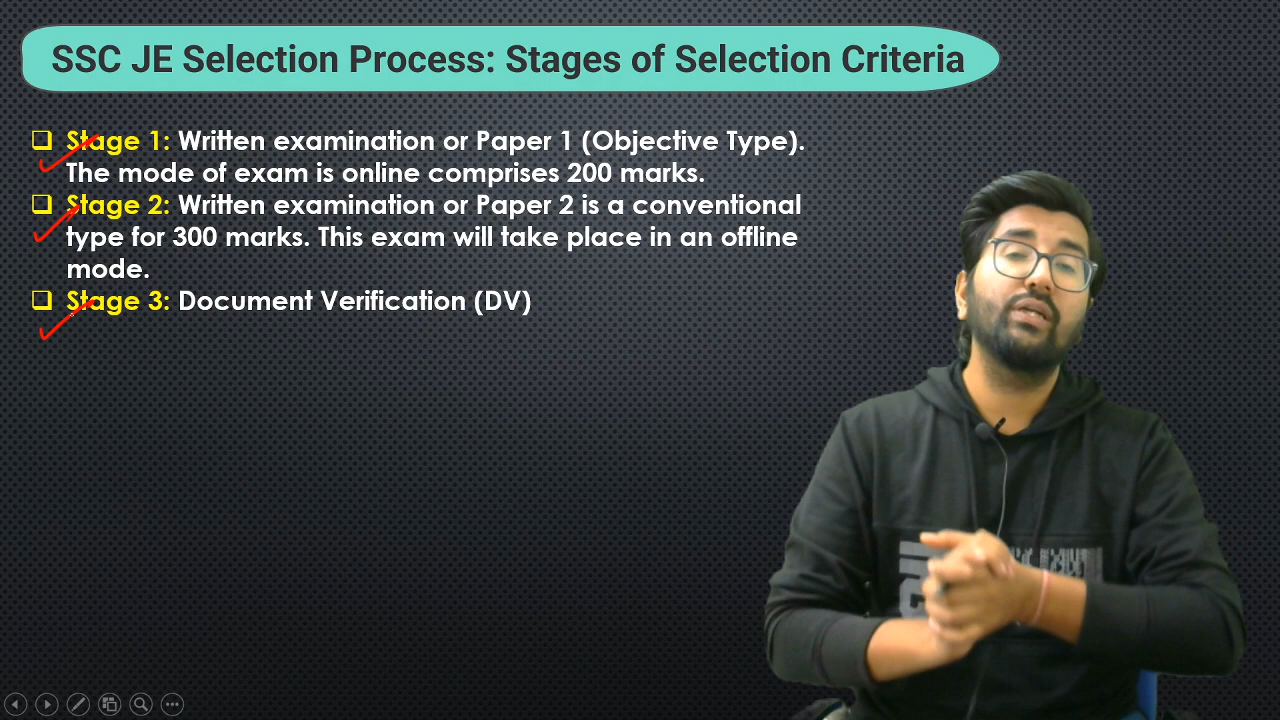 SSC JE Selection Process: Stages of Selection Criteria
Stage 1: Written examination or Paper 1 (Objective Type).
The mode of exam is online comprises 200 marks.
Stage 2: Written examination or Paper 2 is a conventional
type for 300 marks. This exam will take place in an offline
mode.
Stage 3: Document Verification (DV)